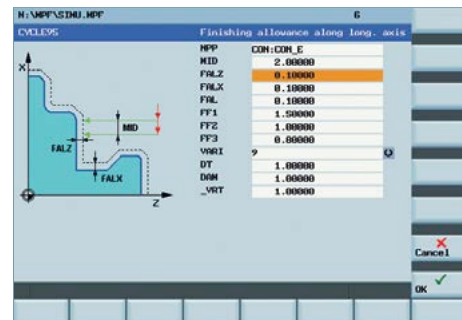 N:\MPF\SIMU.MPF 6
CYCLE95 Finishing allowance along long. axis
X
MID
FALZ
FALX
Z
NPP CON:CON_E
MID 2.00000
FALZ 0.10000
FALX 0.10000
FAL 0.10000
FF1 1.50000
FF2 1.00000
FF3 0.80000
VARI 9
DT 1.00000
DAM 1.00000
_VRT 1.00000
Cancel
OK